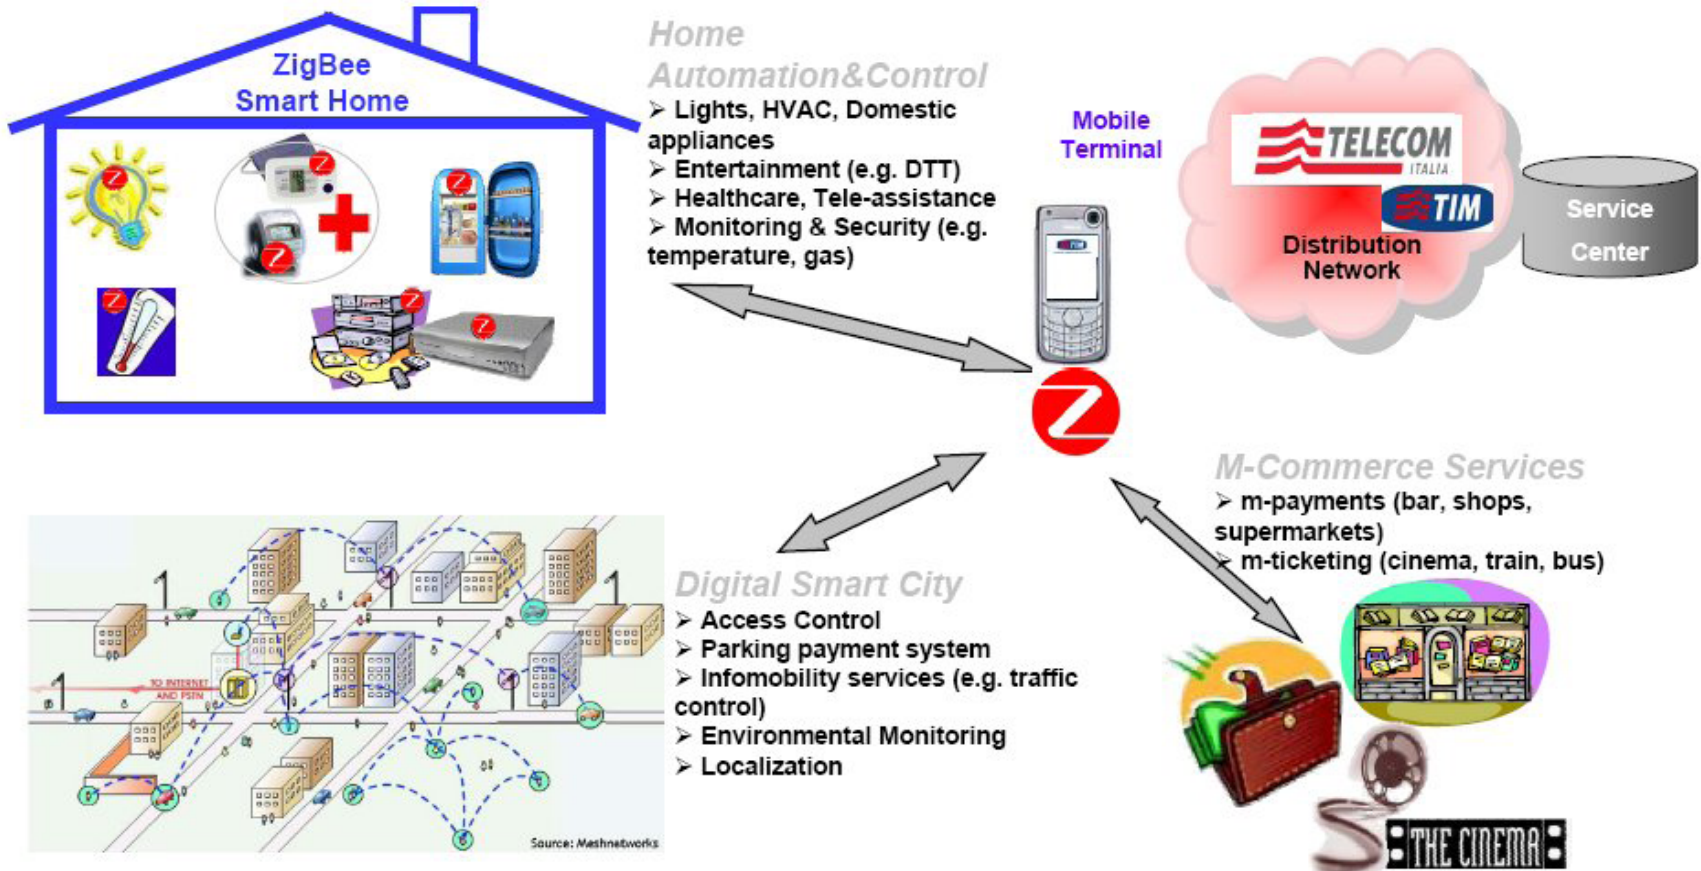 ZigBee
Smart Home
Home
Automation&Control
➢ Lights, HVAC, Domestic
appliances
➢ Entertainment (e.g. DTT)
➢ Healthcare, Tele-assistance
➢ Monitoring & Security (e.g.
temperature, gas)
Mobile
Terminal
TIM
TELECOM
ITALIA
TIM
Distribution
Network
Service
Center
Z
M-Commerce Services
➢ m-payments (bar, shops,
supermarkets)
➢ m-ticketing (cinema, train, bus)
THE CINEMA
Digital Smart City
➢ Access Control
➢ Parking payment system
➢ Infomobility services (e.g. traffic
control)
➢ Environmental Monitoring
➢ Localization
TO INTERNET
AND PSTN
Source: Meshnetworks